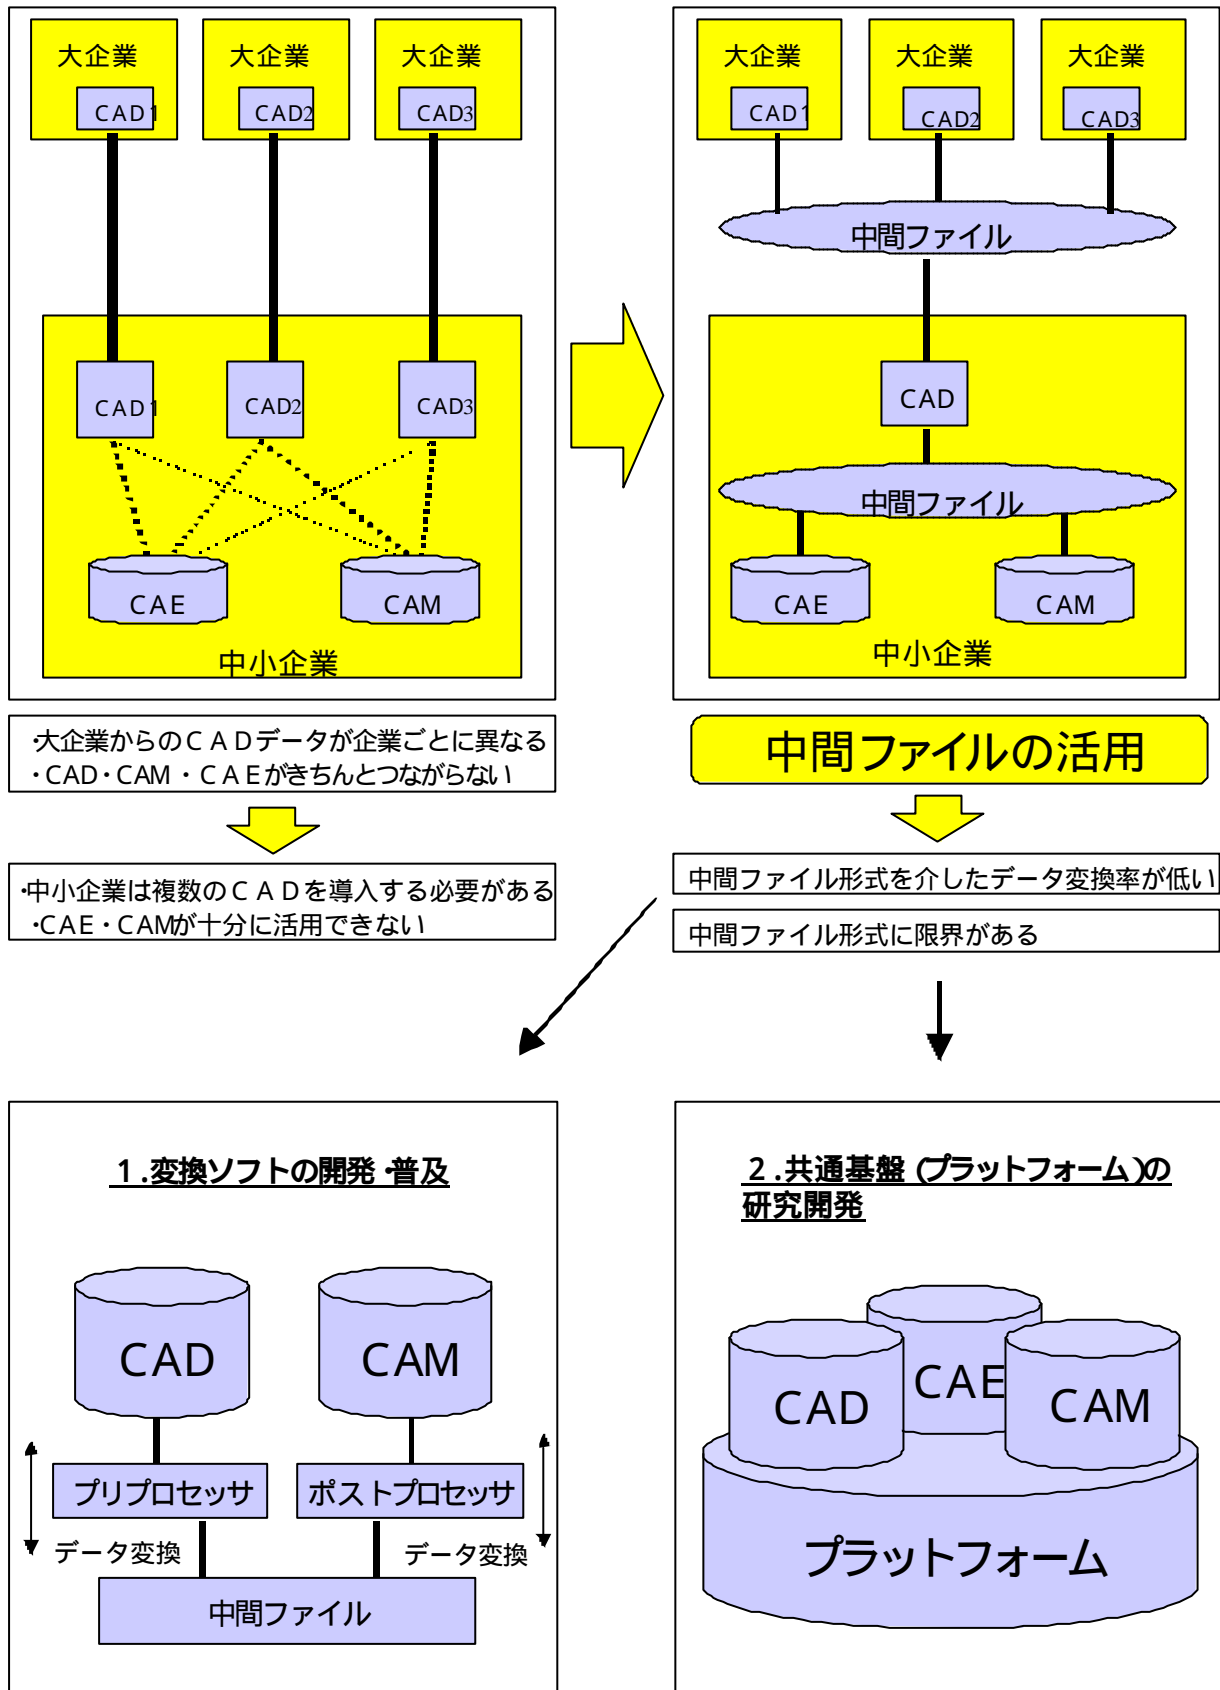 大企業
大企業
大企業
CAD1
CAD2
CAD3
CAD1
CAD2
CAD3
CAE
CAM
中小企業
大企業
大企業
大企業
CAD1
CAD2
CAD3
中間ファイル
CAD
中間ファイル
CAE
CAM
中小企業
・大企業からのCADデータが企業ごとに異なる
・CAD・CAM・CAEがきちんとつながらない
中間ファイルの活用
・中小企業は複数のCADを導入する必要がある
・CAE・CAMが十分に活用できない
中間ファイル形式を介したデータ変換率が低い
中間ファイル形式に限界がある
1.変換ソフトの開発・普及
CAD
CAM
プリプロセッサ
ポストプロセッサ
データ変換
データ変換
中間ファイル
2.共通基盤(プラットフォーム)の
研究開発
CAD
CAE
CAM
プラットフォーム